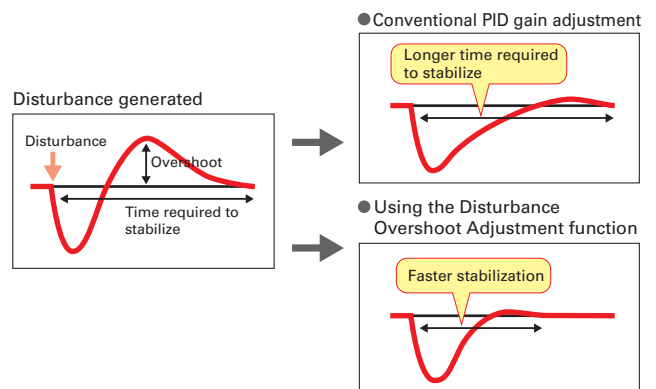 Disturbance generated
Disturbance
Overshoot
Time required to
stabilize
●Conventional PID gain adjustment
Longer time required
to stabilize
●Using the Disturbance
Overshoot Adjustment function
Faster stabilization